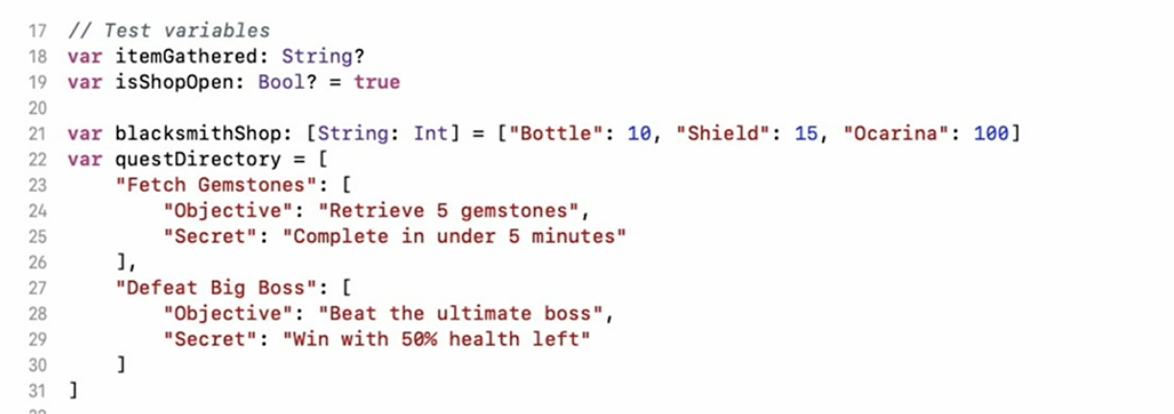 17 // Test variables
18 var itemGathered: String?
19 var isShopOpen: Bool? = true
20
21 var blacksmithShop: [String: Int] = ["Bottle": 10, "Shield": 15, "Ocarina": 100]
22 var questDirectory = [
23     "Fetch Gemstones": [
24         "Objective": "Retrieve 5 gemstones",
25         "Secret": "Complete in under 5 minutes"
26     ],
27     "Defeat Big Boss": [
28         "Objective": "Beat the ultimate boss",
29         "Secret": "Win with 50% health left"
30     ]
31 ]